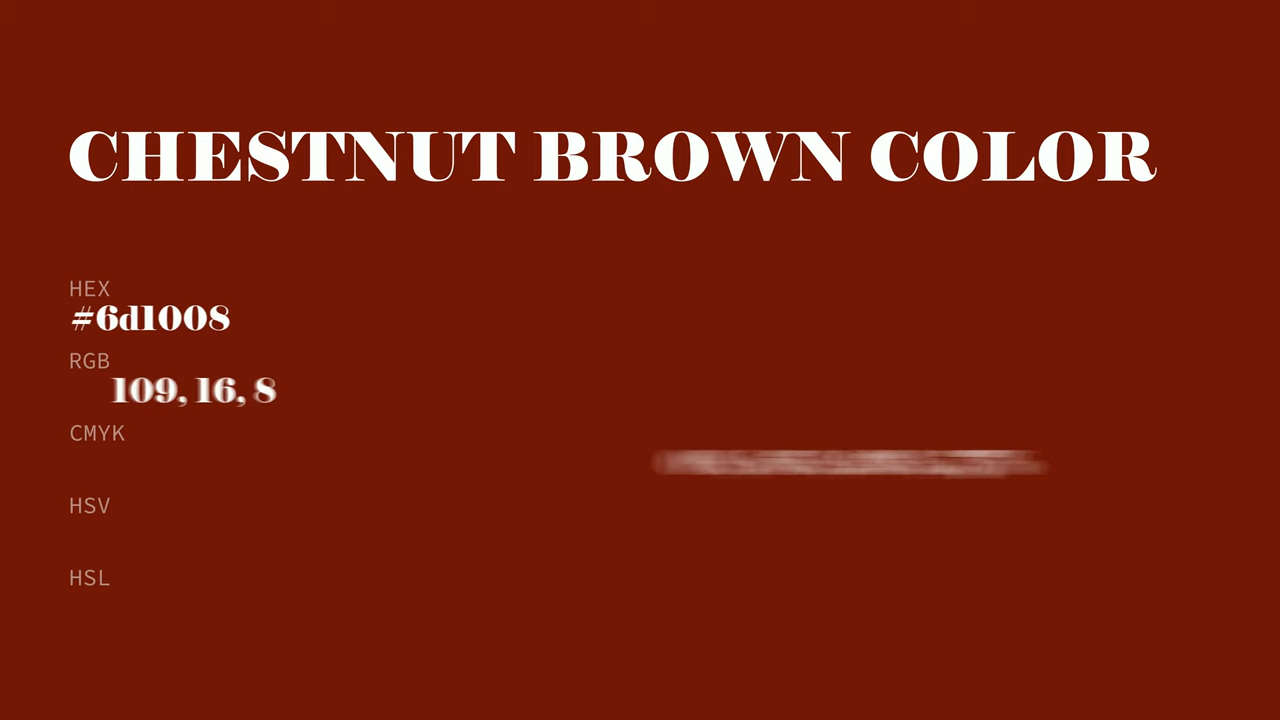 CHESTNUT BROWN COLOR
HEX
#6d1008
RGB
109, 16, 8
CMYK
HSV
HSL